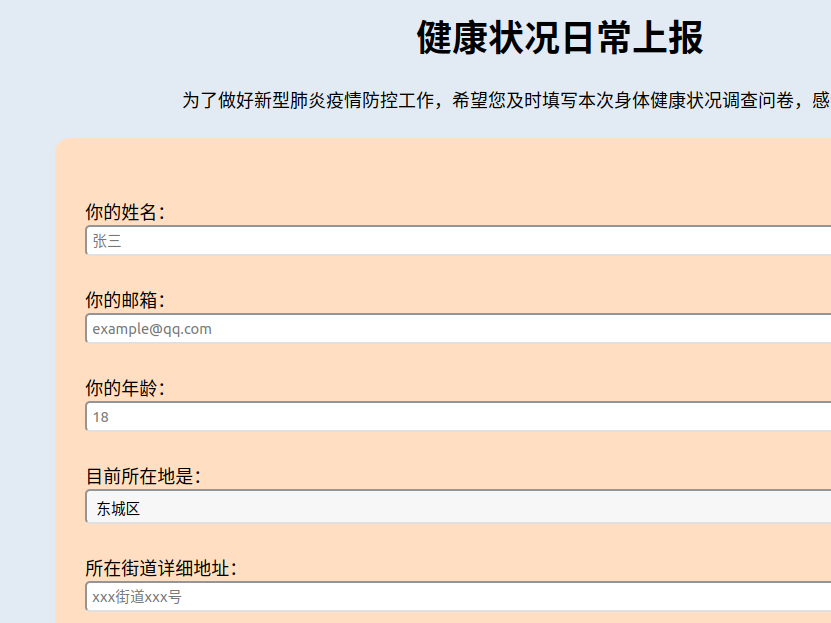 健康状况日常上报
为了做好新型肺炎疫情防控工作，希望您及时填写本次身体健康状况调查问卷，感
你的姓名：
张三
你的邮箱：
example@qq.com
你的年龄：
18
目前所在地是：
东城区
所在街道详细地址：
xxx街道xxx号